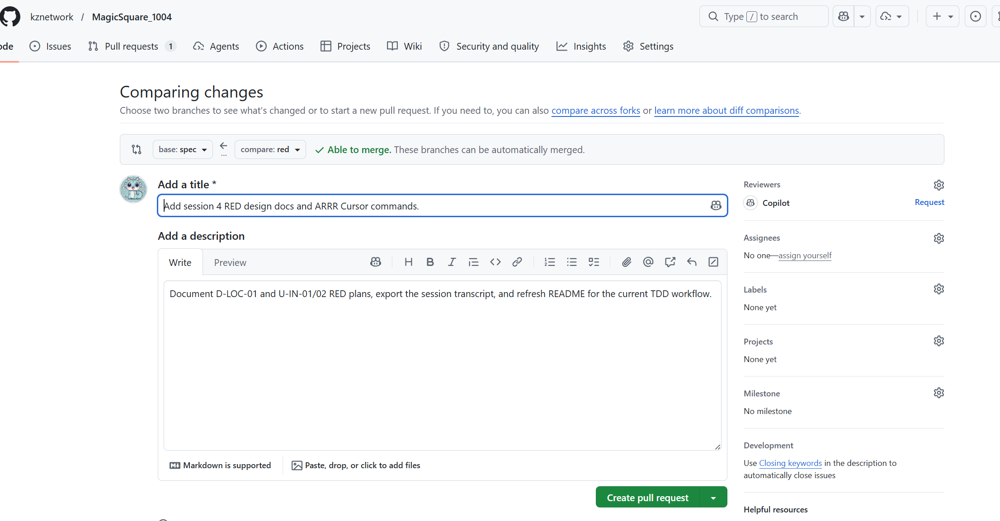 kznetwork / MagicSquare_1004
Type / to search
ode Issues Pull requests 1 Agents Actions Projects Wiki Security and quality Insights Settings
Comparing changes
Choose two branches to see what's changed or to start a new pull request. If you need to, you can also compare across forks or learn more about diff comparisons.
base: spec ... compare: red Able to merge. These branches can be automatically merged.
Add a title *
Add session 4 RED design docs and ARRR Cursor commands.
Add a description
Write Preview
Document D-LOC-01 and U-IN-01/02 RED plans, export the session transcript, and refresh README for the current TDD workflow.
Markdown is supported Paste, drop, or click to add files
Create pull request
Reviewers
Copilot Request
Assignees
No one—assign yourself
Labels
None yet
Projects
None yet
Milestone
No milestone
Development
Use Closing keywords in the description to
automatically close issues
Helpful resources